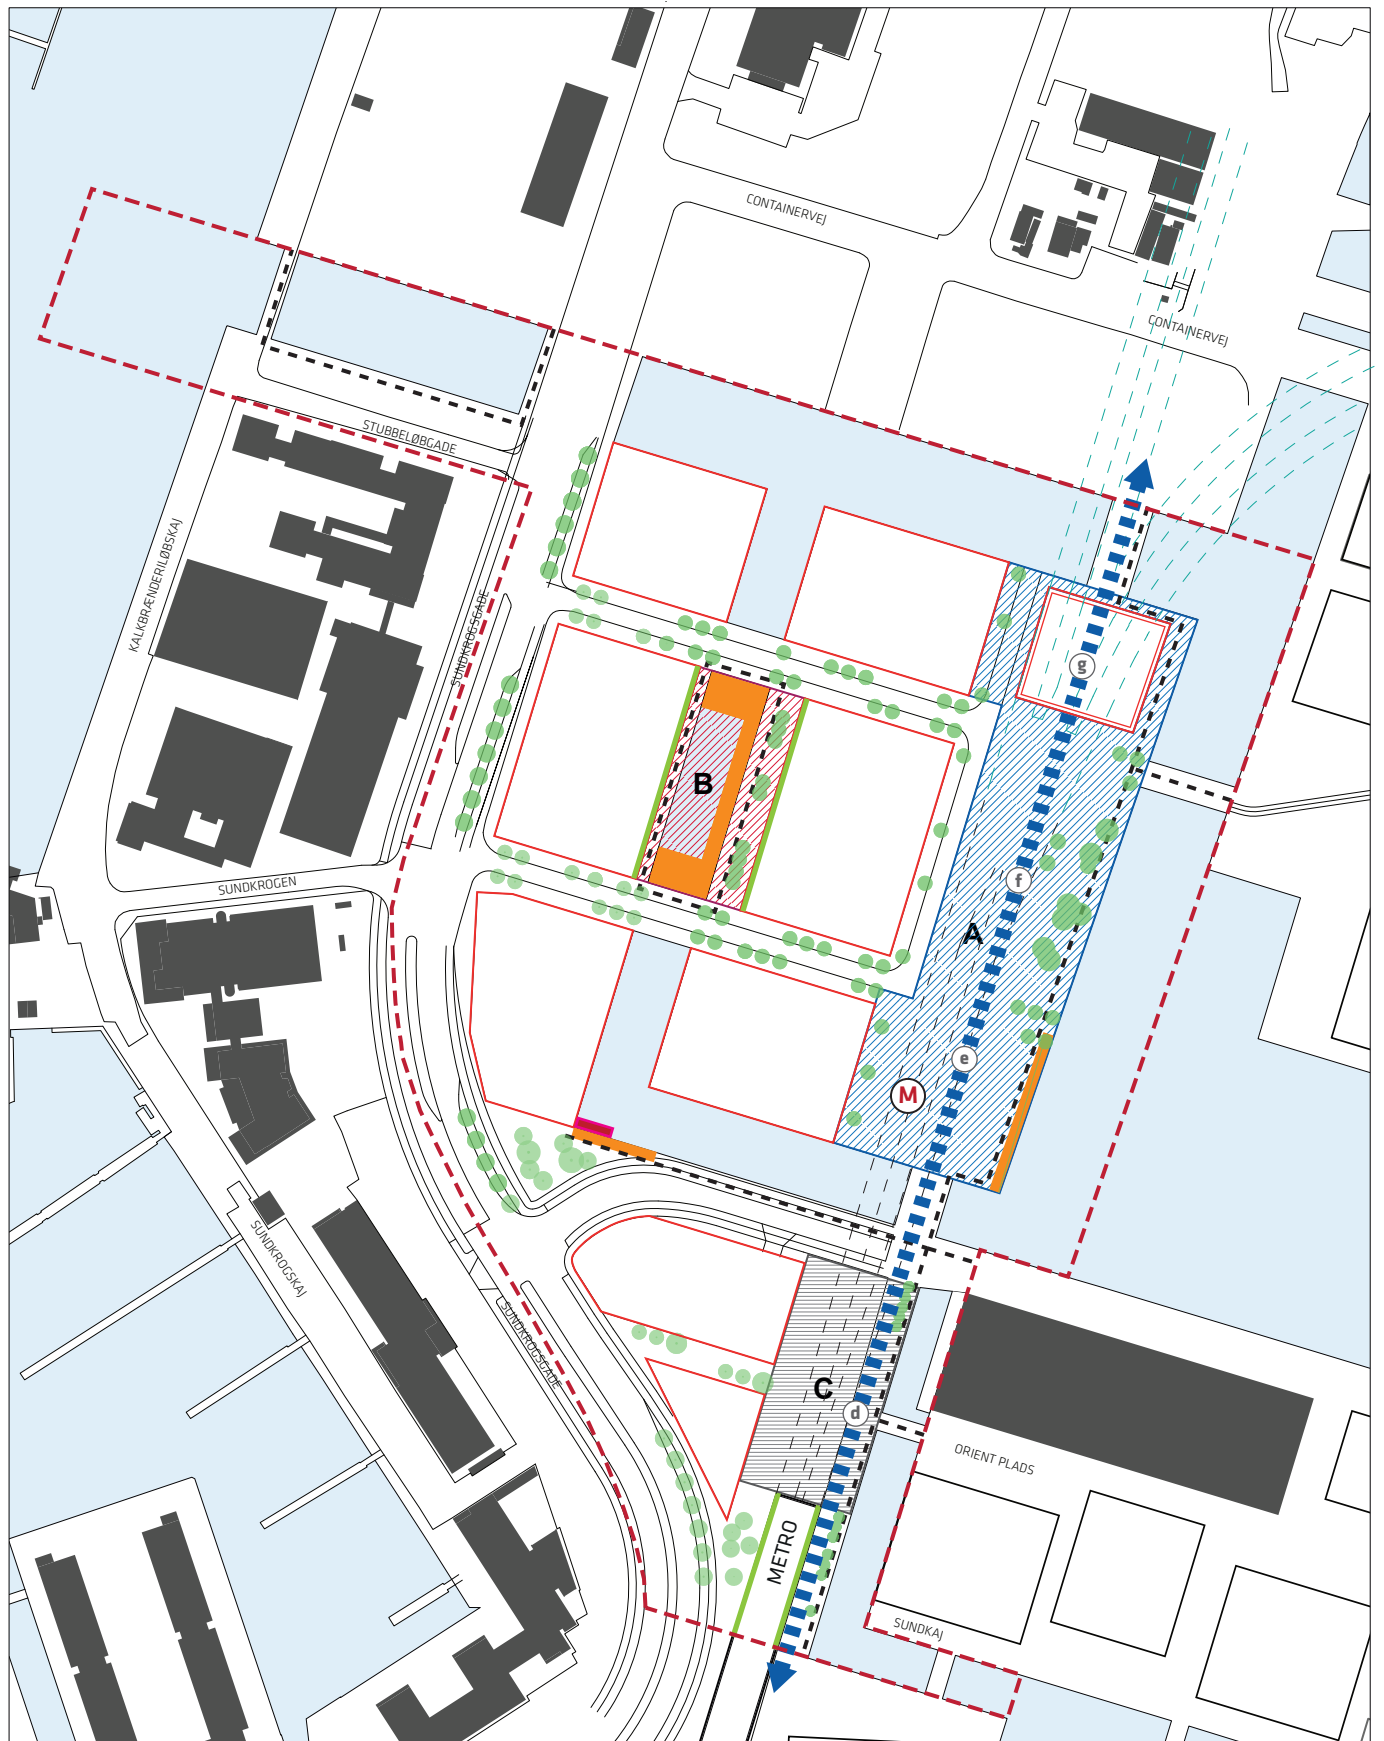 CONTAINERVEJ
CONTAINERVEJ
STUBBELØBGADE
KALKBRÆNDERILØBSKAJ
SUNDKROGSGADE
g
B
f
SUNDKROGEN
A
e
M
SUNDKROGSKAJ
SUNDKROGSGADE
C
d
ORIENT PLADS
METRO
SUNDKAJ